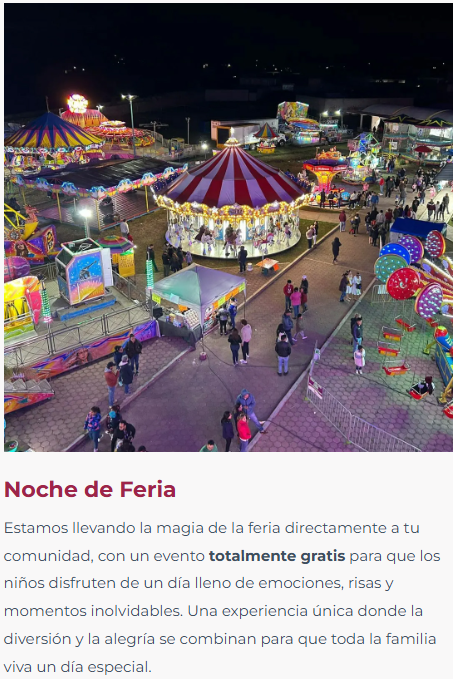 Noche de Feria
Estamos llevando la magia de la feria directamente a tu
comunidad, con un evento totalmente gratis para que los
niños disfruten de un día lleno de emociones, risas y
momentos inolvidables. Una experiencia única donde la
diversión y la alegría se combinan para que toda la familia
viva un día especial.